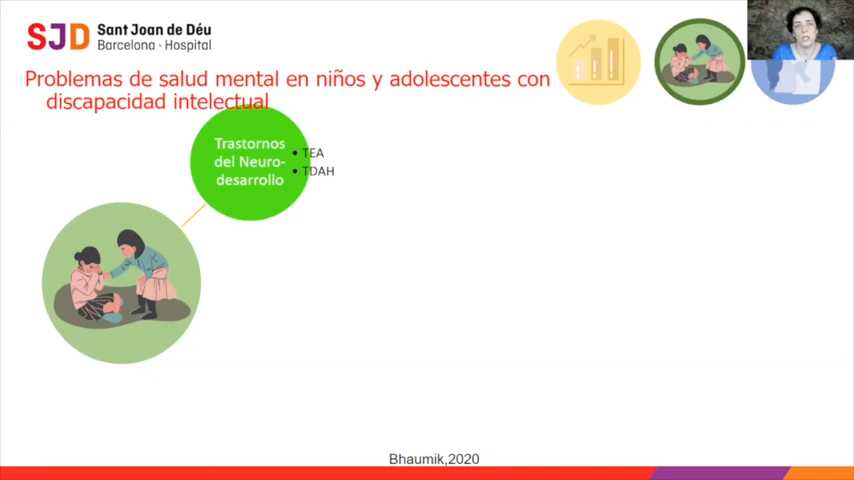 SJD Sant Joan de Déu
Barcelona · Hospital
Problemas de salud mental en niños y adolescentes con
discapacidad intelectual
Trastornos
del Neuro-
desarrollo
• TEA
• TDAH
Bhaumik,2020